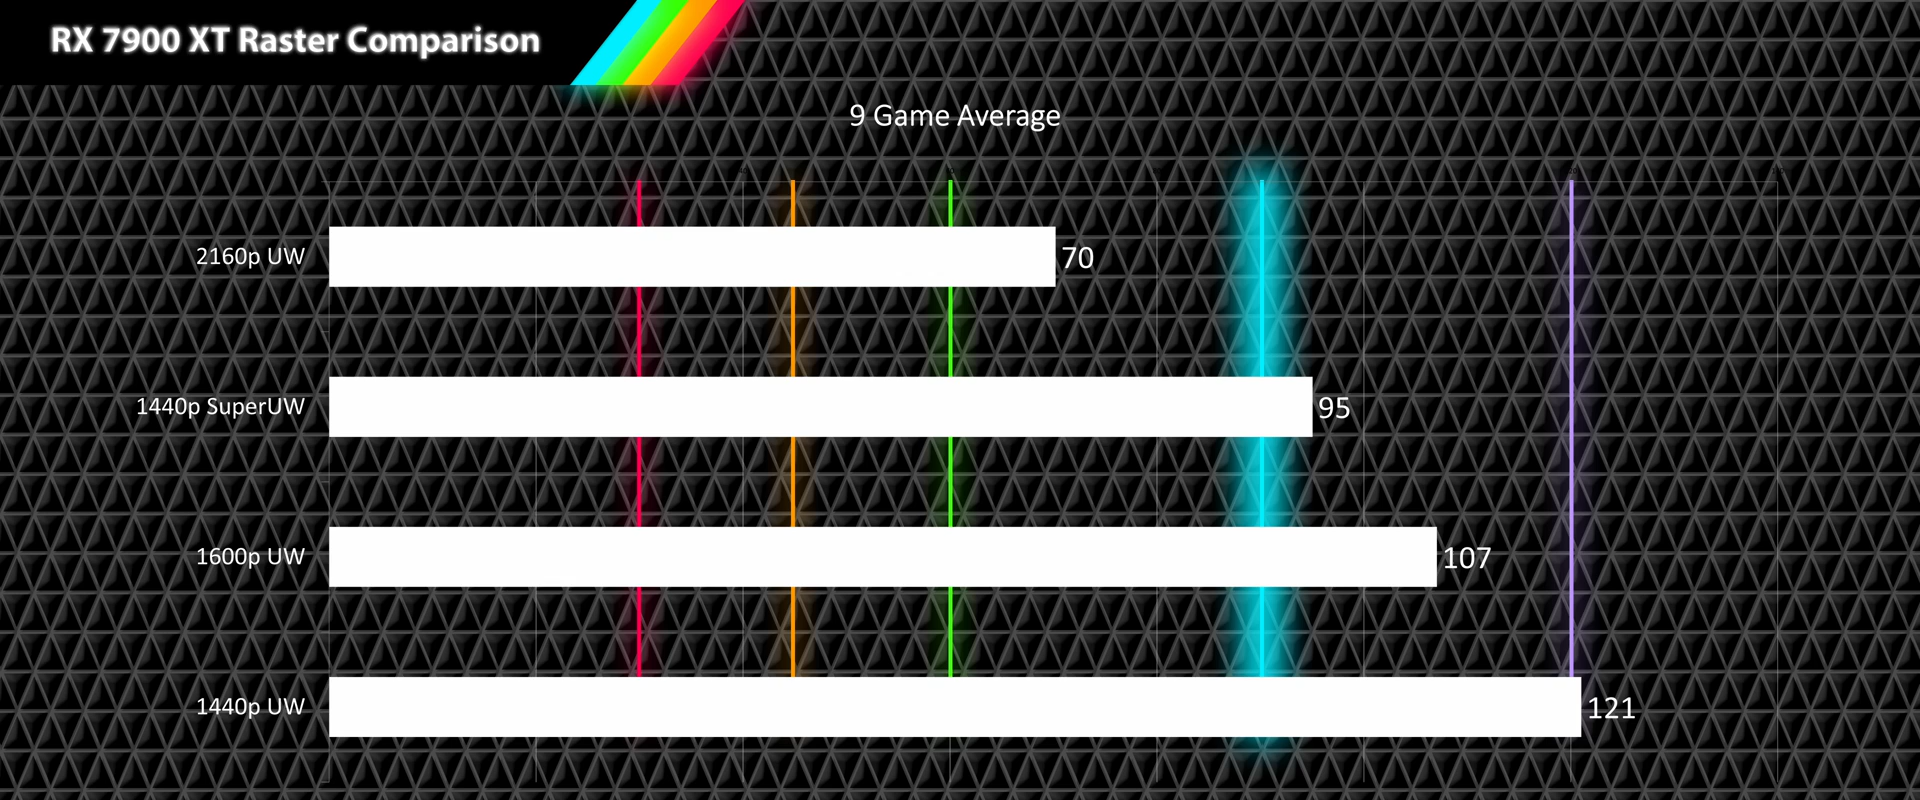 RX 7900 XT Raster Comparison
9 Game Average
2160p UW 70
1440p SuperUW 95
1600p UW 107
1440p UW 121